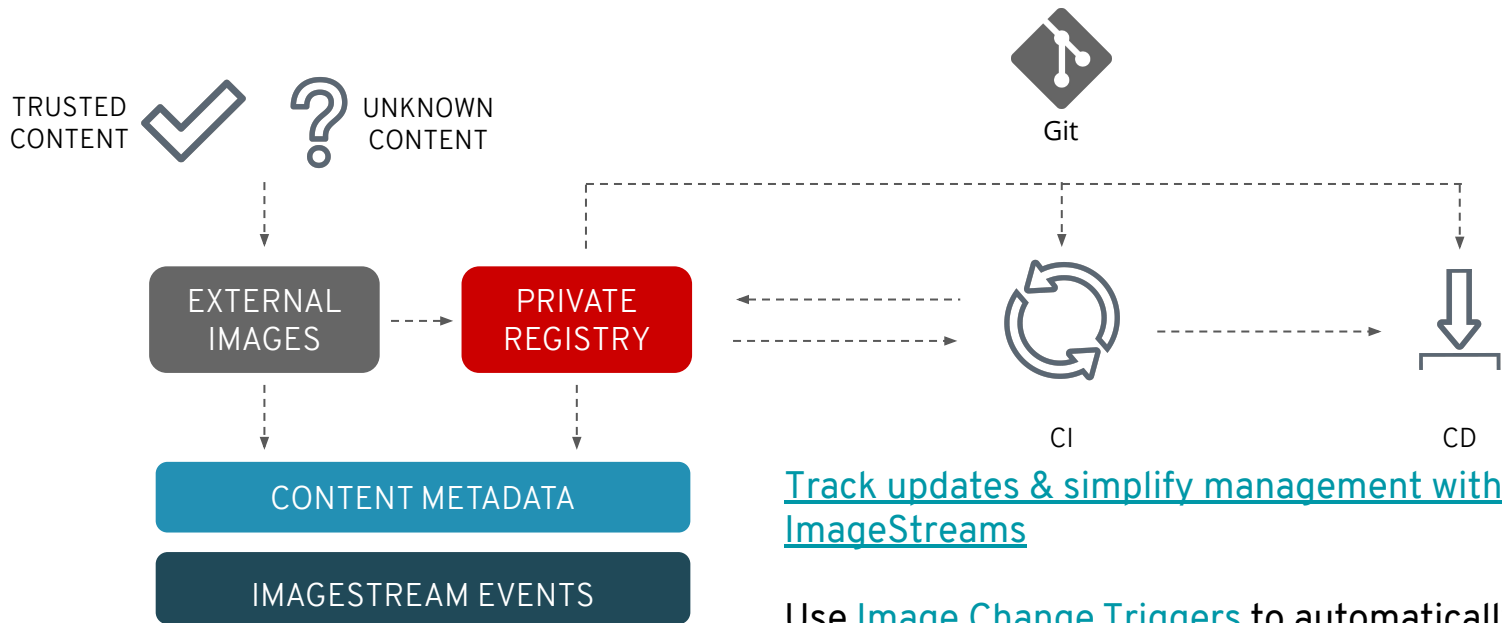 TRUSTED
CONTENT
UNKNOWN
CONTENT
Git
EXTERNAL
IMAGES
PRIVATE
REGISTRY
CI
CD
CONTENT METADATA
IMAGESTREAM EVENTS
Track updates & simplify management with
ImageStreams
Use Image Change Triggers to automaticall